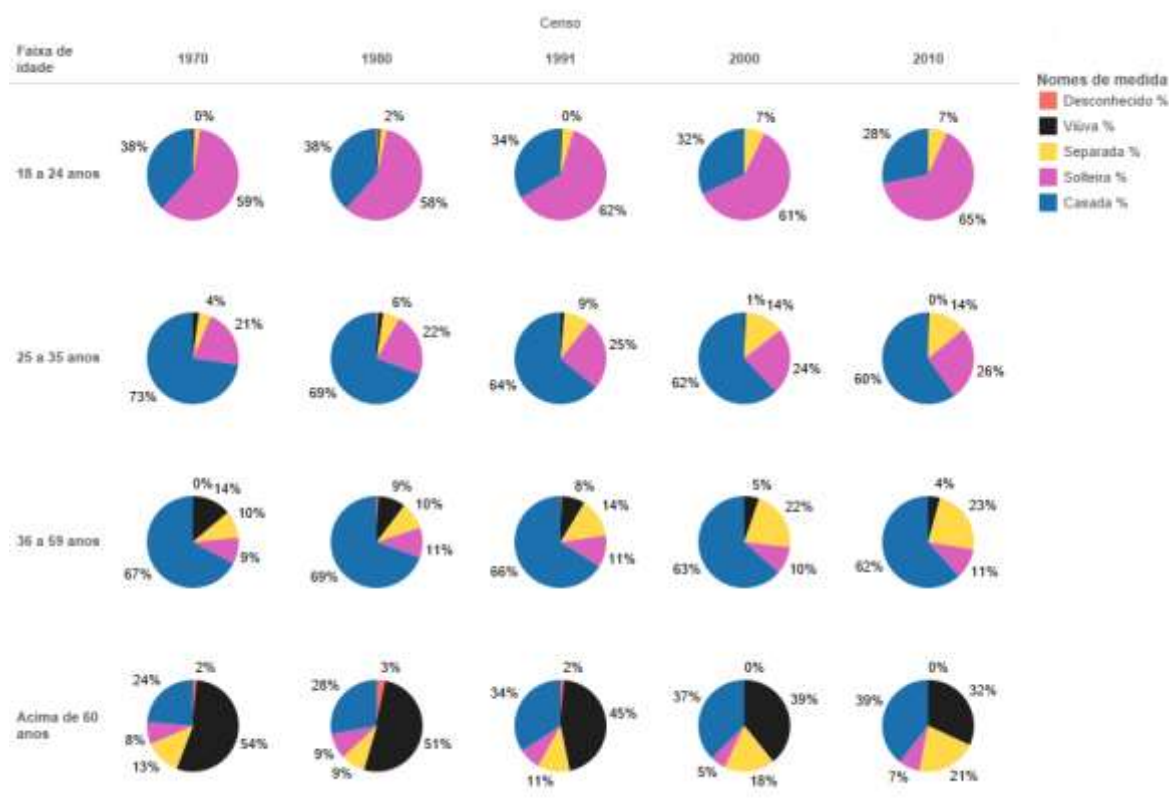 Censo
Faixa de
idade
1970 1980 1991 2000 2010
Nomes de medida
Desconhecido %
Viúva %
Separada %
Solteira %
Casada %
0% 2% 0% 7% 7%
38% 38% 34% 32% 28%
18 a 24 anos
59% 58% 62% 61% 65%
4% 6% 9% 1% 14% 0% 14%
21% 22% 25% 24% 26%
25 a 35 anos
73% 69% 64% 62% 60%
0% 14% 9% 8% 5% 4%
10% 10% 14% 22% 23%
36 a 59 anos
9% 11% 11% 10% 11%
67% 69% 66% 63% 62%
2% 3% 2% 0% 0%
24% 28% 34% 37% 39% 39% 32%
Acima de 60
anos
8% 54% 9% 51% 45% 5% 7%
13% 9% 11% 18% 21%